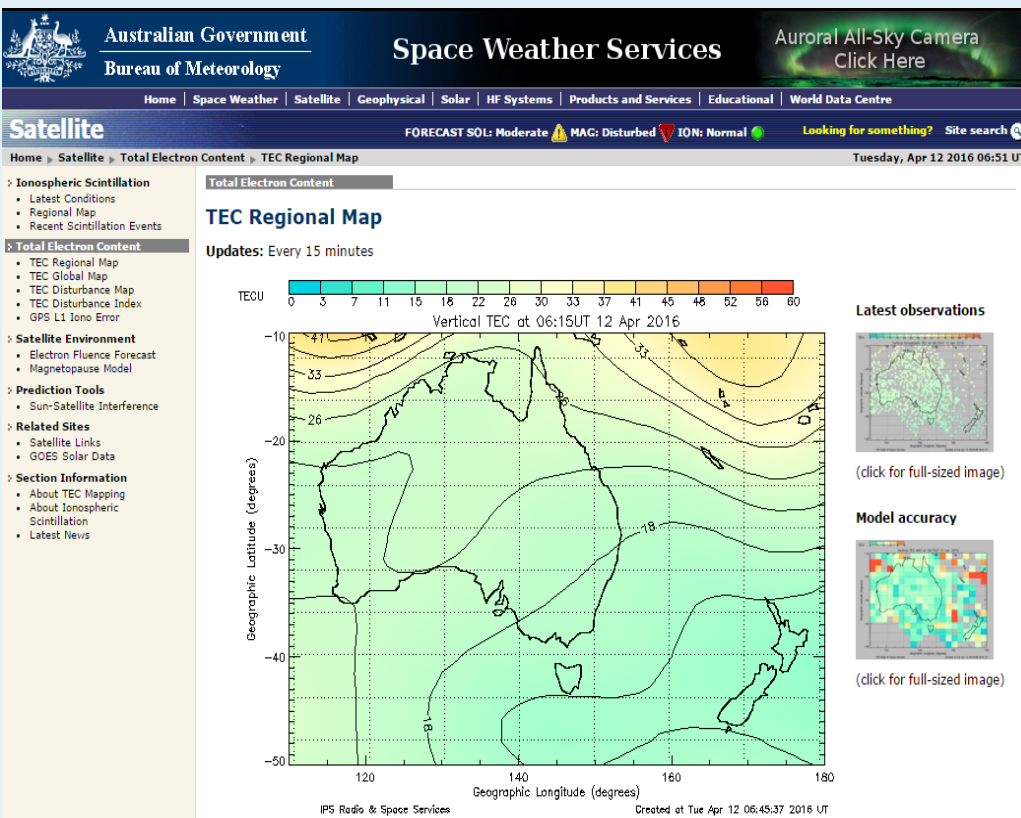 Australian Government
Bureau of Meteorology
Space Weather Services
Auroral All-Sky Camera
Click Here
Home | Space Weather | Satellite | Geophysical | Solar | HF Systems | Products and Services | Educational | World Data Centre
Satellite
FORECAST SOL: Moderate MAG: Disturbed ION: Normal
Looking for something? Site search
Home Satellite Total Electron Content TEC Regional Map
Tuesday, Apr 12 2016 06:51 UT
Ionospheric Scintillation
Latest Conditions
Regional Map
Recent Scintillation Events
Total Electron Content
TEC Regional Map
TEC Global Map
TEC Disturbance Map
TEC Disturbance Index
GPS L1 Iono Error
Satellite Environment
Electron Fluence Forecast
Magnetopause Model
Prediction Tools
Sun-Satellite Interference
Related Sites
Satellite Links
GOES Solar Data
Section Information
About TEC Mapping
About Ionospheric
Scintillation
Latest News
Total Electron Content
TEC Regional Map
Updates: Every 15 minutes
TECU
0 3 7 11 15 18 22 26 30 33 37 41 45 48 52 56 60
Vertical TEC at 06:15UT 12 Apr 2016
Geographic Latitude (degrees)
-10
-20
-30
-40
-50
41
33
26
33
26
18
18
120 140 160 180
Geographic Longitude (degrees)
IPS Radio & Space Services
Created at Tue Apr 12 06:45:37 2016 UT
Latest observations
(click for full-sized image)
Model accuracy
(click for full-sized image)